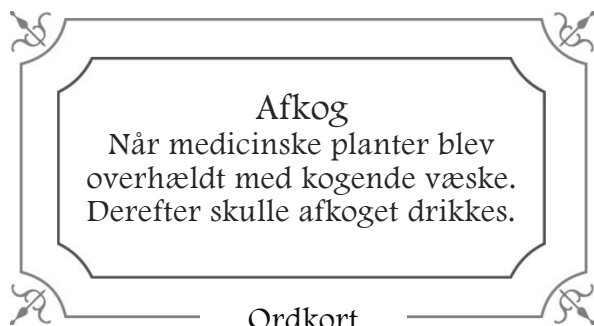 Afkog
Når medicinske planter blev
overhældt med kogende væske.
Derefter skulle afkoget drikkes.
Ordkort